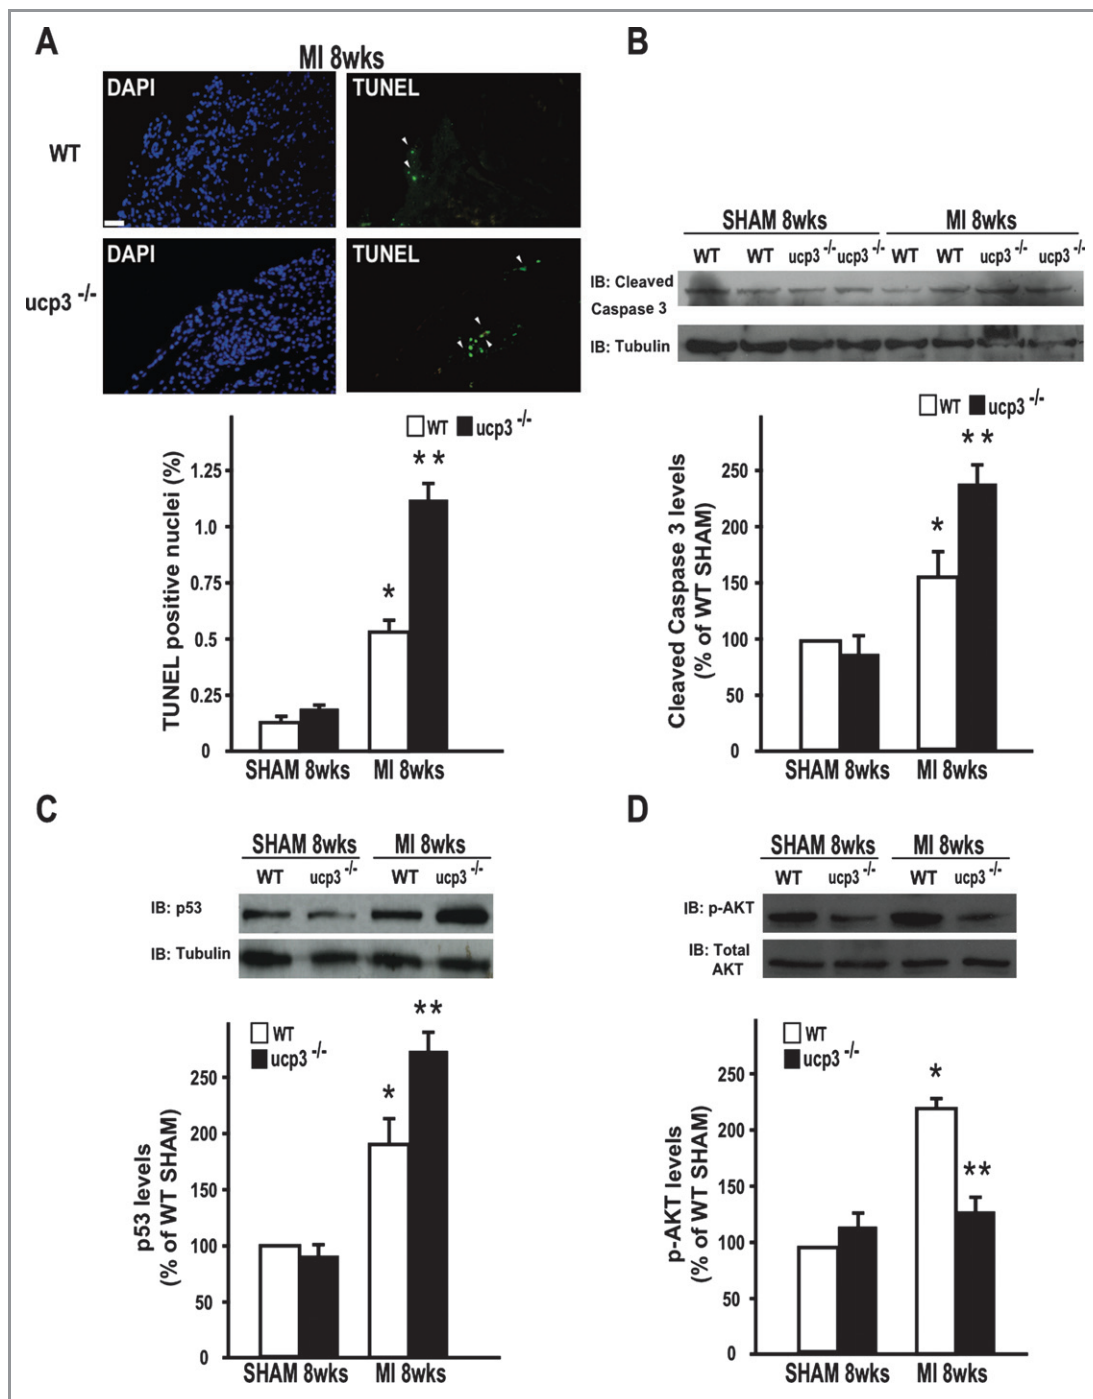 A
MI 8wks
DAPI
TUNEL
WT
DAPI
TUNEL
ucp3 -/-
WT
ucp3 -/-
TUNEL positive nuclei (%)
1.25
1.0
0.75
0.5
0.25
0
*
**
SHAM 8wks
MI 8wks
B
SHAM 8wks
MI 8wks
WT WT ucp3 -/- ucp3 -/- WT WT ucp3 -/- ucp3 -/-
IB: Cleaved
Caspase 3
IB: Tubulin
WT
ucp3 -/-
Cleaved Caspase 3 levels
(% of WT SHAM)
250
200
150
100
50
0
*
**
SHAM 8wks
MI 8wks
C
SHAM 8wks
MI 8wks
WT ucp3 -/- WT ucp3 -/-
IB: p53
IB: Tubulin
WT
ucp3 -/-
p53 levels
(% of WT SHAM)
250
200
150
100
50
0
*
**
SHAM 8wks
MI 8wks
D
SHAM 8wks
MI 8wks
WT ucp3 -/- WT ucp3 -/-
IB: p-AKT
IB: Total
AKT
WT
ucp3 -/-
p-AKT levels
(% of WT SHAM)
250
200
150
100
50
0
*
**
SHAM 8wks
MI 8wks